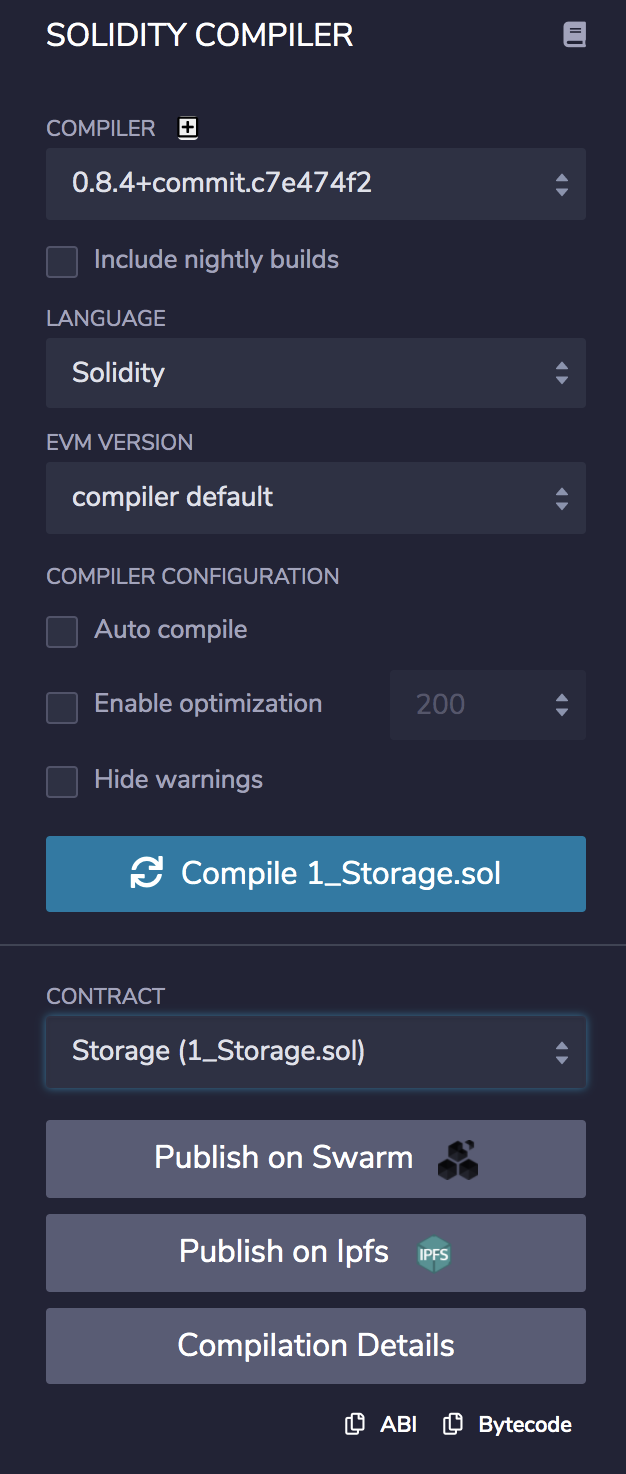 SOLIDITY COMPILER
COMPILER
0.8.4+commit.c7e474f2
Include nightly builds
LANGUAGE
Solidity
EVM VERSION
compiler default
COMPILER CONFIGURATION
Auto compile
Enable optimization 200
Hide warnings
Compile 1_Storage.sol
CONTRACT
Storage (1_Storage.sol)
Publish on Swarm
Publish on Ipfs IPFS
Compilation Details
ABI Bytecode